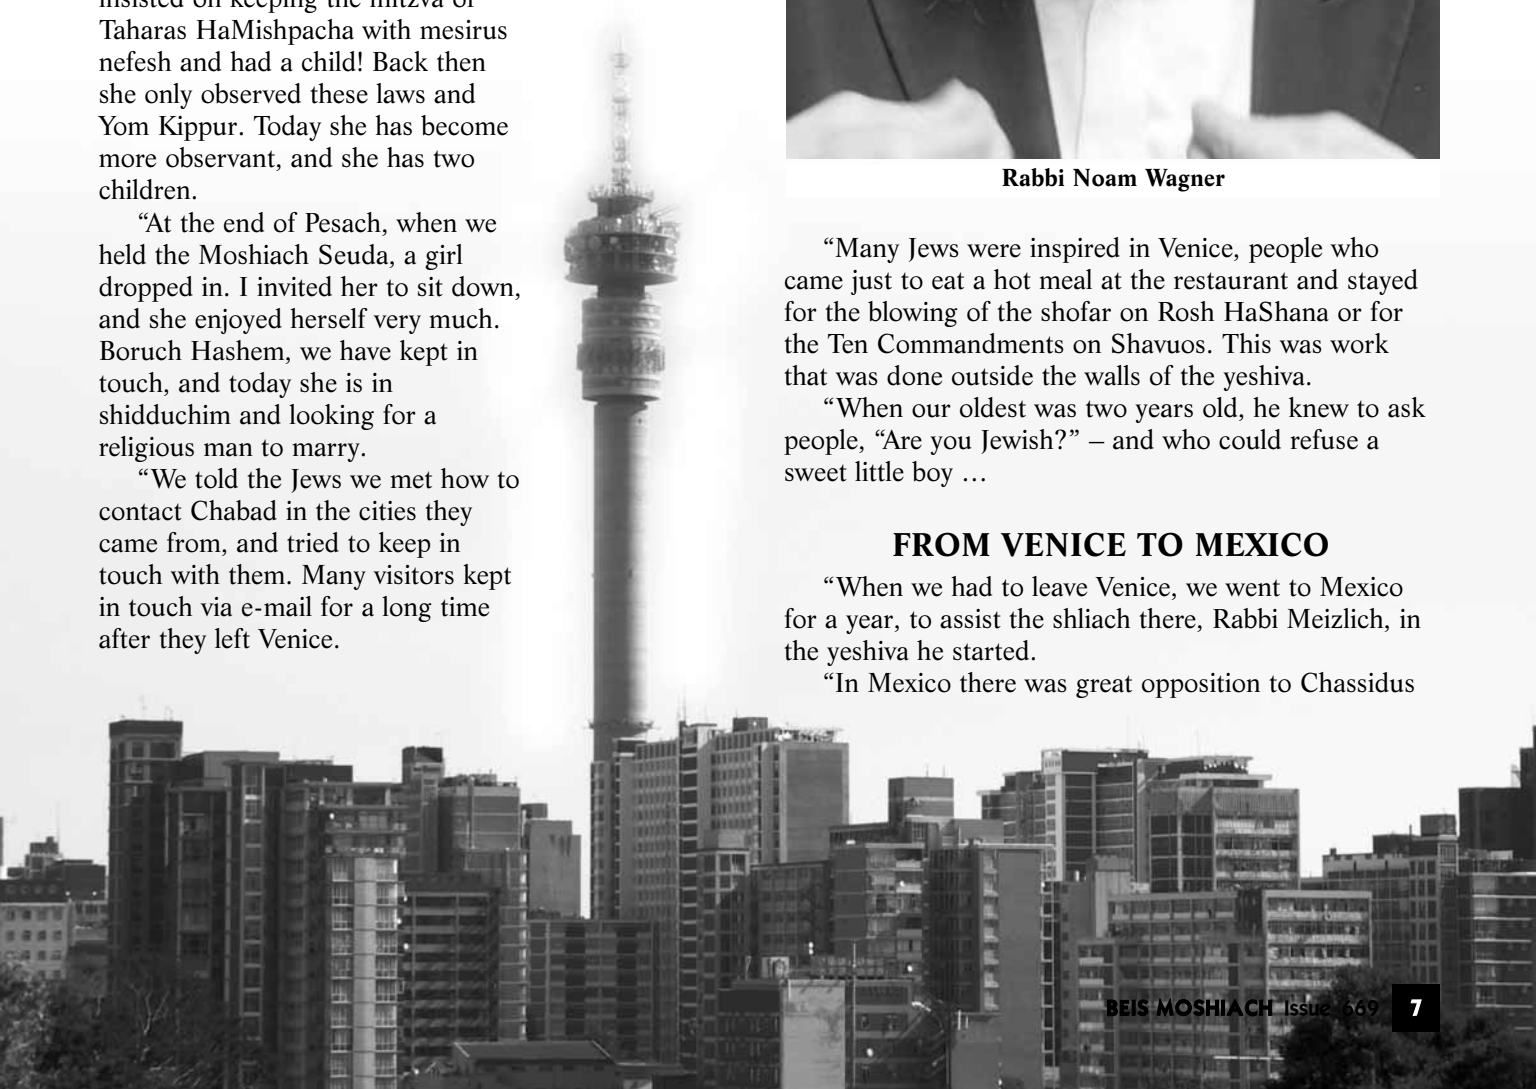 insisted on keeping the mitzva of
Taharas HaMishpacha with mesirus
nefesh and had a child! Back then
she only observed these laws and
Yom Kippur. Today she has become
more observant, and she has two
children.
“At the end of Pesach, when we
held the Moshiach Seuda, a girl
dropped in. I invited her to sit down,
and she enjoyed herself very much.
Boruch Hashem, we have kept in
touch, and today she is in
shidduchim and looking for a
religious man to marry.
“We told the Jews we met how to
contact Chabad in the cities they
came from, and tried to keep in
touch with them. Many visitors kept
in touch via e-mail for a long time
after they left Venice.
Rabbi Noam Wagner
“Many Jews were inspired in Venice, people who
came just to eat a hot meal at the restaurant and stayed
for the blowing of the shofar on Rosh HaShana or for
the Ten Commandments on Shavuos. This was work
that was done outside the walls of the yeshiva.
“When our oldest was two years old, he knew to ask
people, “Are you Jewish?” – and who could refuse a
sweet little boy …
FROM VENICE TO MEXICO
“When we had to leave Venice, we went to Mexico
for a year, to assist the shliach there, Rabbi Meizlich, in
the yeshiva he started.
“In Mexico there was great opposition to Chassidus
BEIS MOSHIACH Issue 669 7